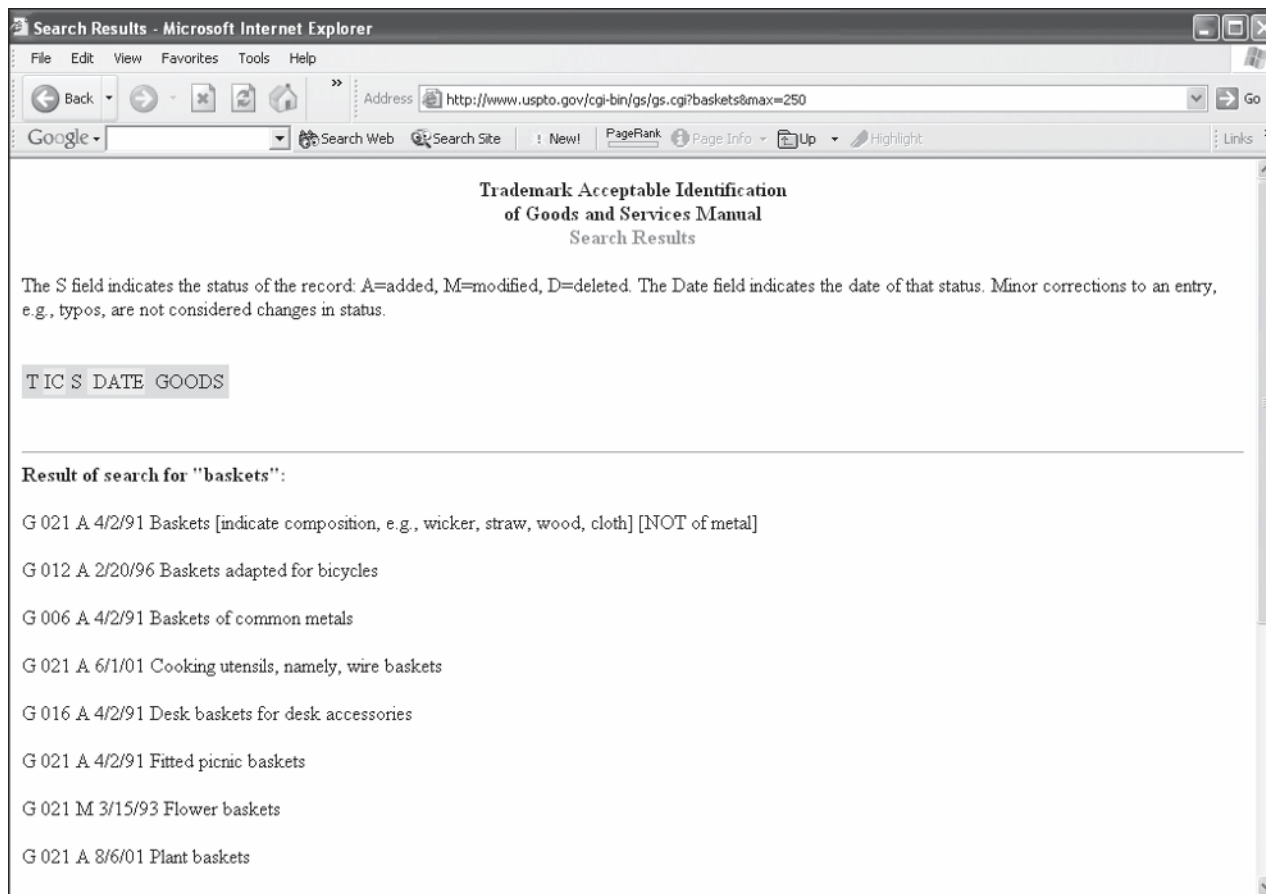 Search Results - Microsoft Internet Explorer
File Edit View Favorites Tools Help
Back » Address http://www.uspto.gov/cgi-bin/gs/gs.cgi?baskets&max=250 Go
Google Search Web Search Site New! PageRank Page Info Up Highlight Links
Trademark Acceptable Identification
of Goods and Services Manual
Search Results
The S field indicates the status of the record: A=added, M=modified, D=deleted. The Date field indicates the date of that status. Minor corrections to an entry,
e.g., typos, are not considered changes in status.
T IC S DATE GOODS
Result of search for "baskets":
G 021 A 4/2/91 Baskets [indicate composition, e.g., wicker, straw, wood, cloth] [NOT of metal]
G 012 A 2/20/96 Baskets adapted for bicycles
G 006 A 4/2/91 Baskets of common metals
G 021 A 6/1/01 Cooking utensils, namely, wire baskets
G 016 A 4/2/91 Desk baskets for desk accessories
G 021 A 4/2/91 Fitted picnic baskets
G 021 M 3/15/93 Flower baskets
G 021 A 8/6/01 Plant baskets